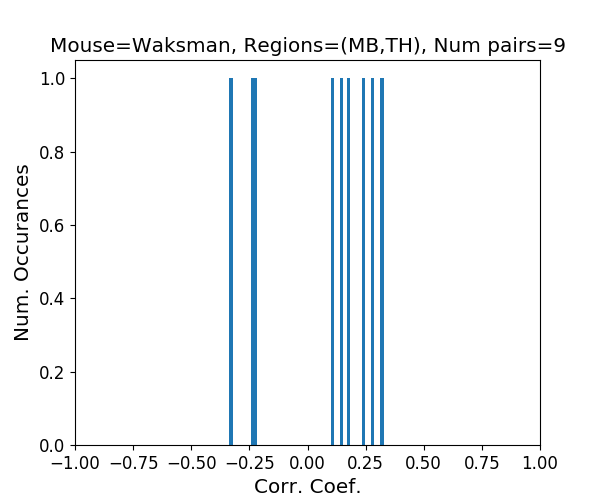 Mouse=Waksman, Regions=(MB,TH), Num pairs=9
Num. Occurances
1.0
0.8
0.6
0.4
0.2
0.0
−1.00 −0.75 −0.50 −0.25 0.00 0.25 0.50 0.75 1.00
Corr. Coef.